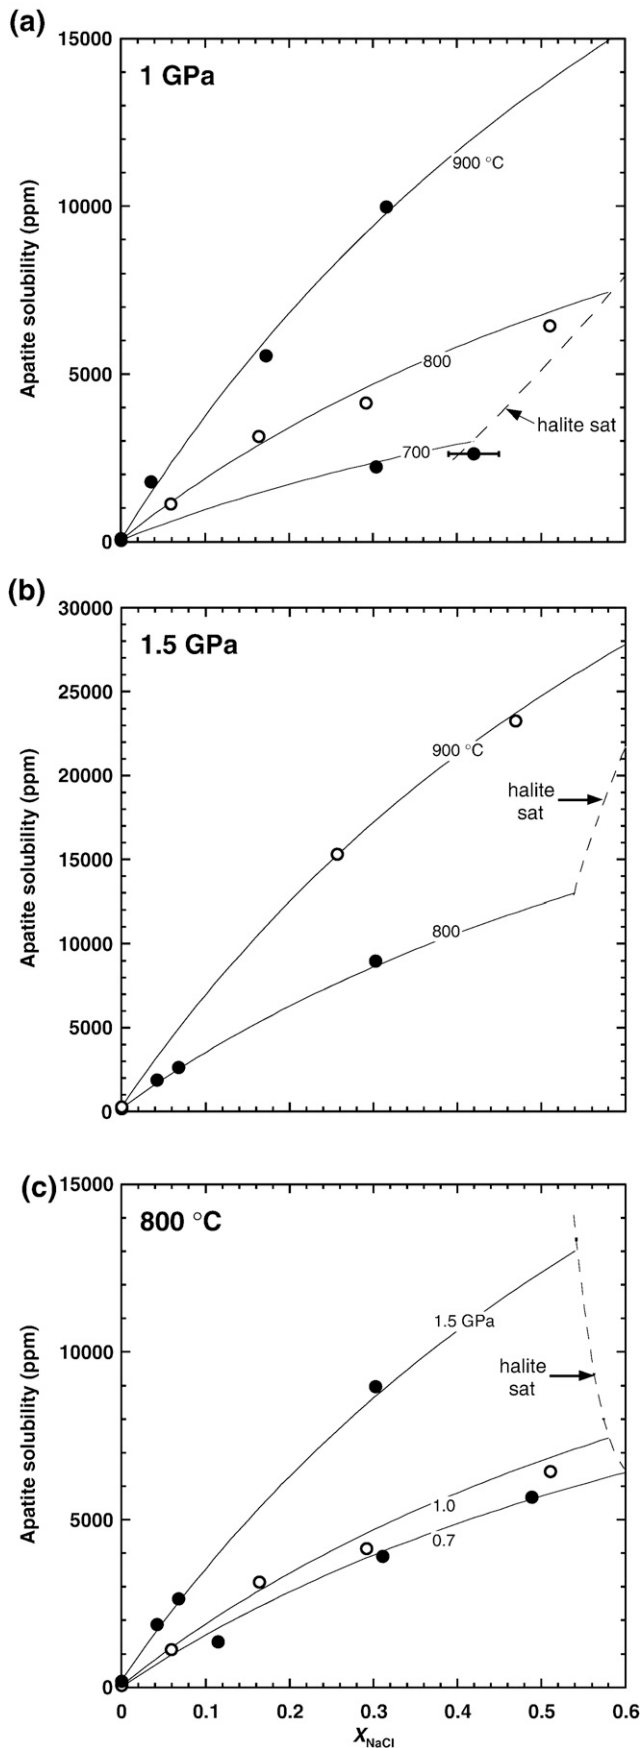 (a)
1 GPa
Apatite solubility (ppm)
15000
10000
5000
0
900 °C
800
700
halite sat
(b)
1.5 GPa
Apatite solubility (ppm)
30000
25000
20000
15000
10000
5000
0
900 °C
800
halite
sat
(c)
800 °C
Apatite solubility (ppm)
15000
10000
5000
0
1.5 GPa
1.0
0.7
halite
sat
0 0.1 0.2 0.3 0.4 0.5 0.6
XNaCl